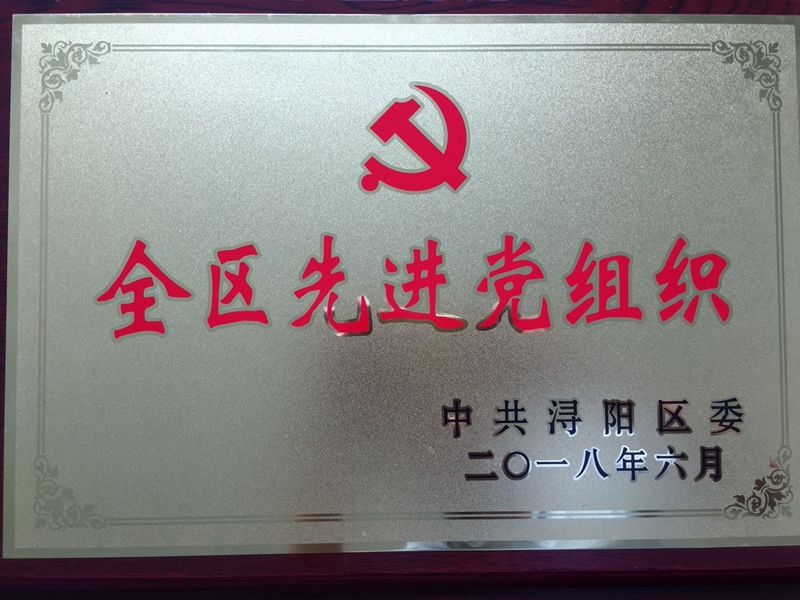 全区先进党组织
中共浔阳区委
二〇一八年六月